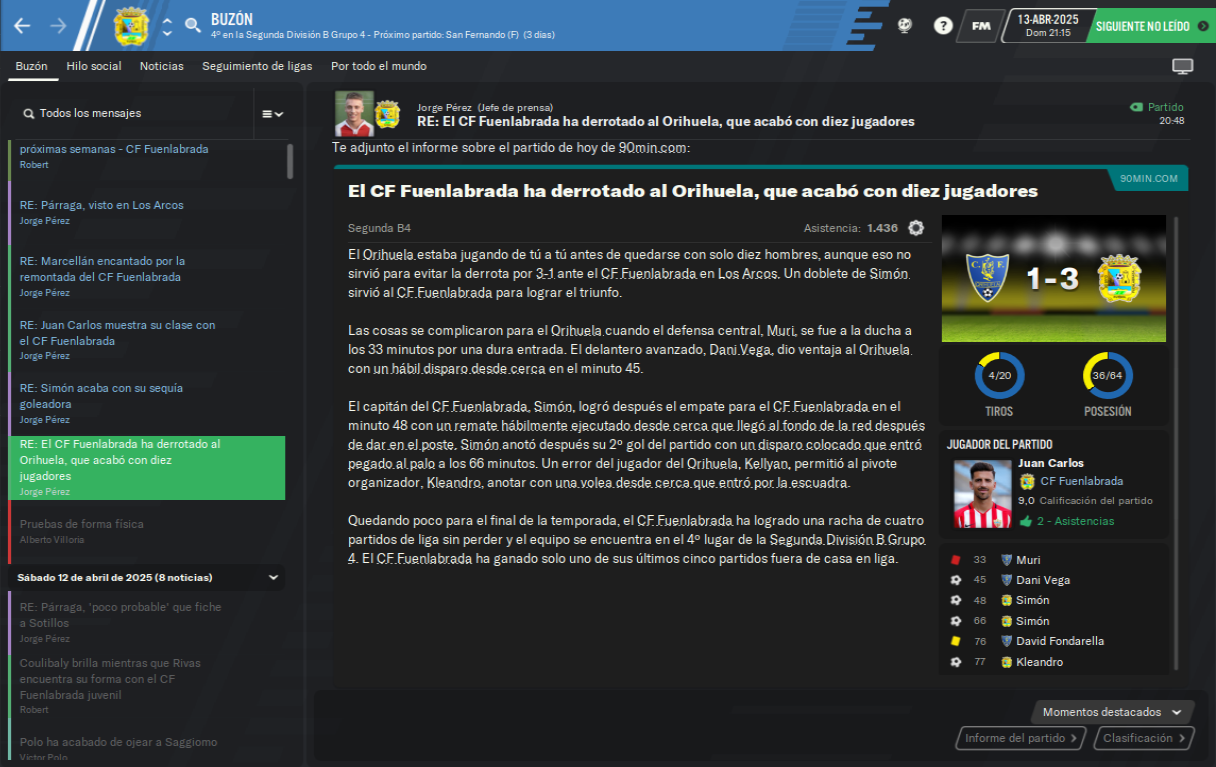 BUZÓN
4º en la Segunda División B Grupo 4 - Próximo partido: San Fernando (F) (3 días)
?
FM
13-ABR-2025
Dom 21:15
SIGUIENTE NO LEÍDO
Buzón
Hilo social
Noticias
Seguimiento de ligas
Por todo el mundo
Todos los mensajes
próximas semanas - CF Fuenlabrada
Robert
RE: Párraga, visto en Los Arcos
Jorge Pérez
RE: Marcellán encantado por la
remontada del CF Fuenlabrada
Jorge Pérez
RE: Juan Carlos muestra su clase con
el CF Fuenlabrada
Jorge Pérez
RE: Simón acaba con su sequía
goleadora
Jorge Pérez
RE: El CF Fuenlabrada ha derrotado al
Orihuela, que acabó con diez
jugadores
Jorge Pérez
Pruebas de forma física
Alberto Villoria
Sábado 12 de abril de 2025 (8 noticias)
RE: Párraga, 'poco probable' que fiche
a Sotillos
Jorge Pérez
Coulibaly brilla mientras que Rivas
encuentra su forma con el CF
Fuenlabrada juvenil
Robert
Polo ha acabado de ojear a Saggiomo
Víctor Polo
Jorge Pérez (Jefe de prensa)
RE: El CF Fuenlabrada ha derrotado al Orihuela, que acabó con diez jugadores
Partido
20:48
Te adjunto el informe sobre el partido de hoy de 90min.com:
90MIN.COM
El CF Fuenlabrada ha derrotado al Orihuela, que acabó con diez jugadores
Segunda B4
Asistencia: 1.436
El Orihuela estaba jugando de tú a tú antes de quedarse con solo diez hombres, aunque eso no
sirvió para evitar la derrota por 3-1 ante el CF Fuenlabrada en Los Arcos. Un doblete de Simón
sirvió al CF Fuenlabrada para lograr el triunfo.
Las cosas se complicaron para el Orihuela cuando el defensa central, Muri, se fue a la ducha a
los 33 minutos por una dura entrada. El delantero avanzado, Dani Vega, dio ventaja al Orihuela
con un hábil disparo desde cerca en el minuto 45.
El capitán del CF Fuenlabrada, Simón, logró después el empate para el CF Fuenlabrada en el
minuto 48 con un remate hábilmente ejecutado desde cerca que llegó al fondo de la red después
de dar en el poste. Simón anotó después su 2º gol del partido con un disparo colocado que entró
pegado al palo a los 66 minutos. Un error del jugador del Orihuela, Kellyan, permitió al pivote
organizador, Kleandro, anotar con una volea desde cerca que entró por la escuadra.
Quedando poco para el final de la temporada, el CF Fuenlabrada ha logrado una racha de cuatro
partidos de liga sin perder y el equipo se encuentra en el 4º lugar de la Segunda División B Grupo
4. El CF Fuenlabrada ha ganado solo uno de sus últimos cinco partidos fuera de casa en liga.
1-3
4/20
TIROS
36/64
POSESIÓN
JUGADOR DEL PARTIDO
Juan Carlos
CF Fuenlabrada
9,0 Calificación del partido
2 - Asistencias
33 Muri
45 Dani Vega
48 Simón
66 Simón
76 David Fondarella
77 Kleandro
Momentos destacados
Informe del partido
Clasificación